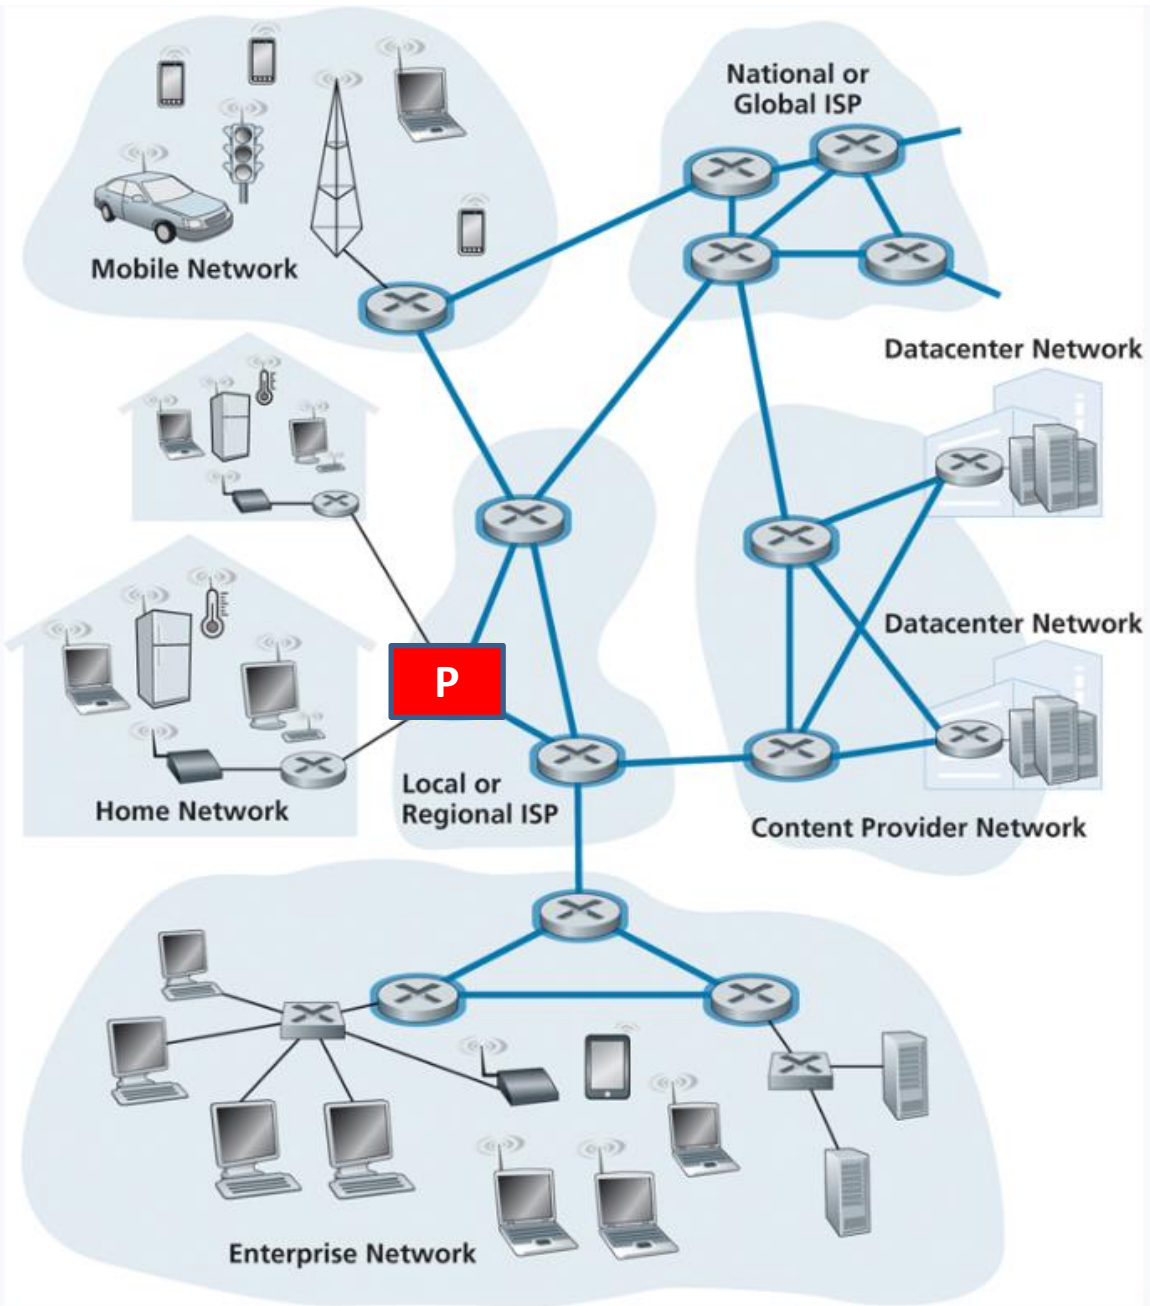 National or
Global ISP
Mobile Network
Datacenter Network
Datacenter Network
P
Local or
Regional ISP
Home Network
Content Provider Network
Enterprise Network